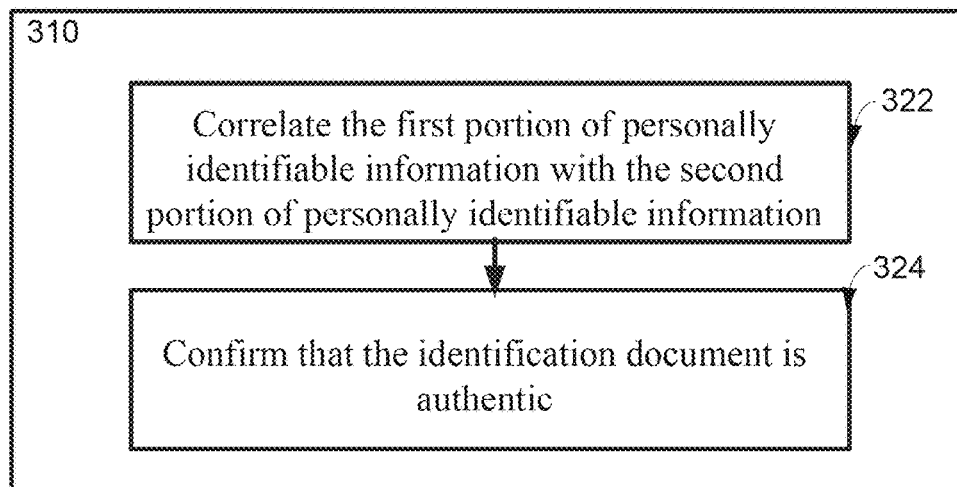 310
322
Correlate the first portion of personally
identifiable information with the second
portion of personally identifiable information
324
Confirm that the identification document is
authentic